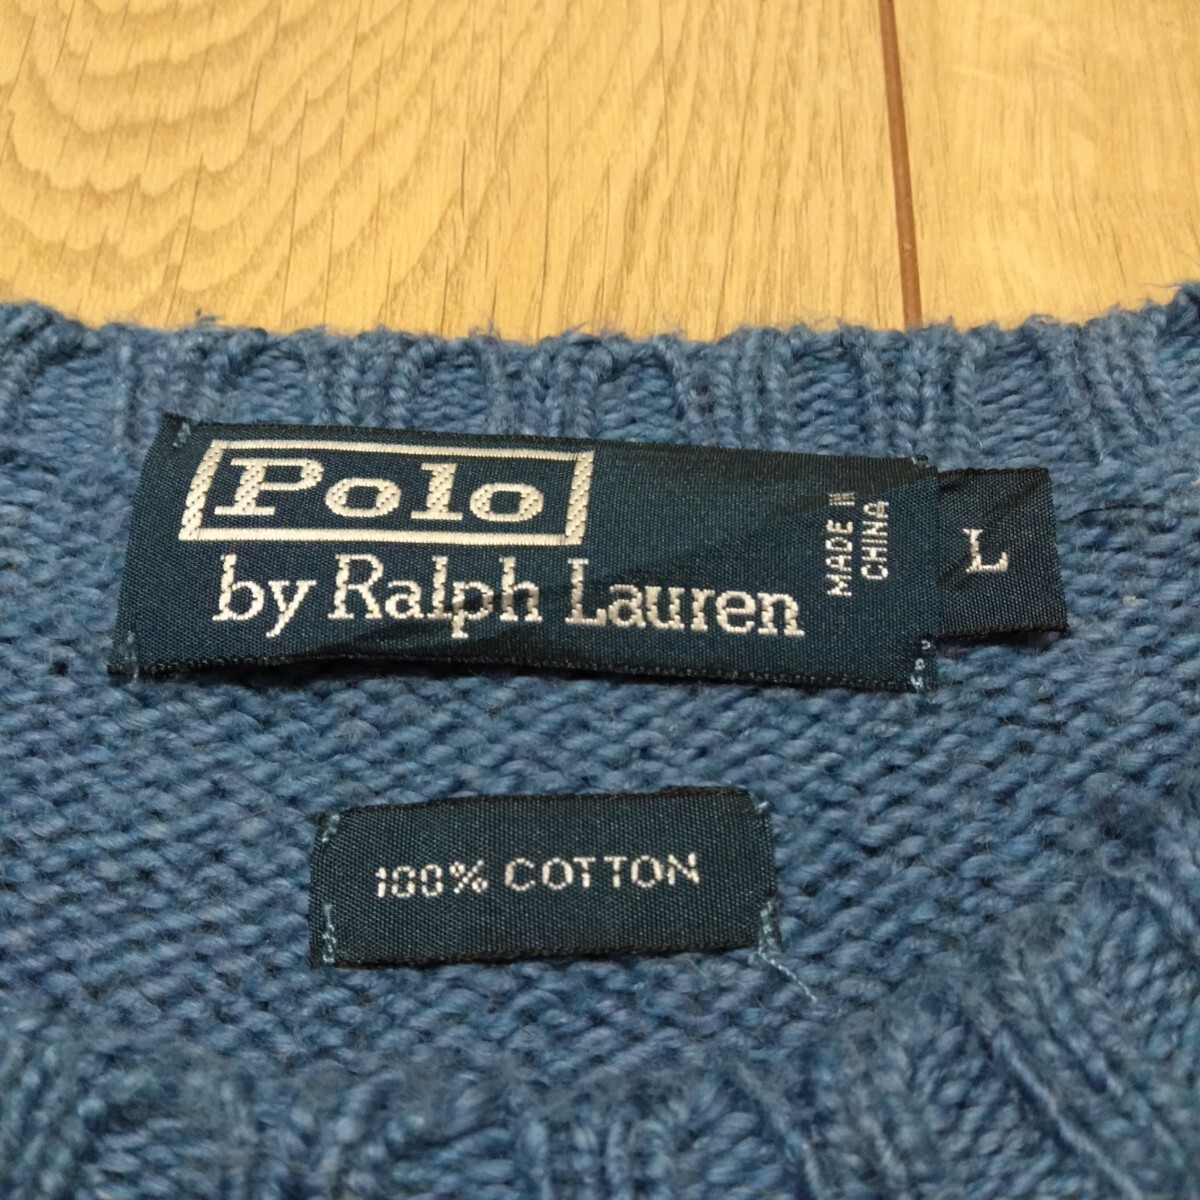 Polo
by Ralph Lauren
MADE IN
CHINA
L
100% COTTON